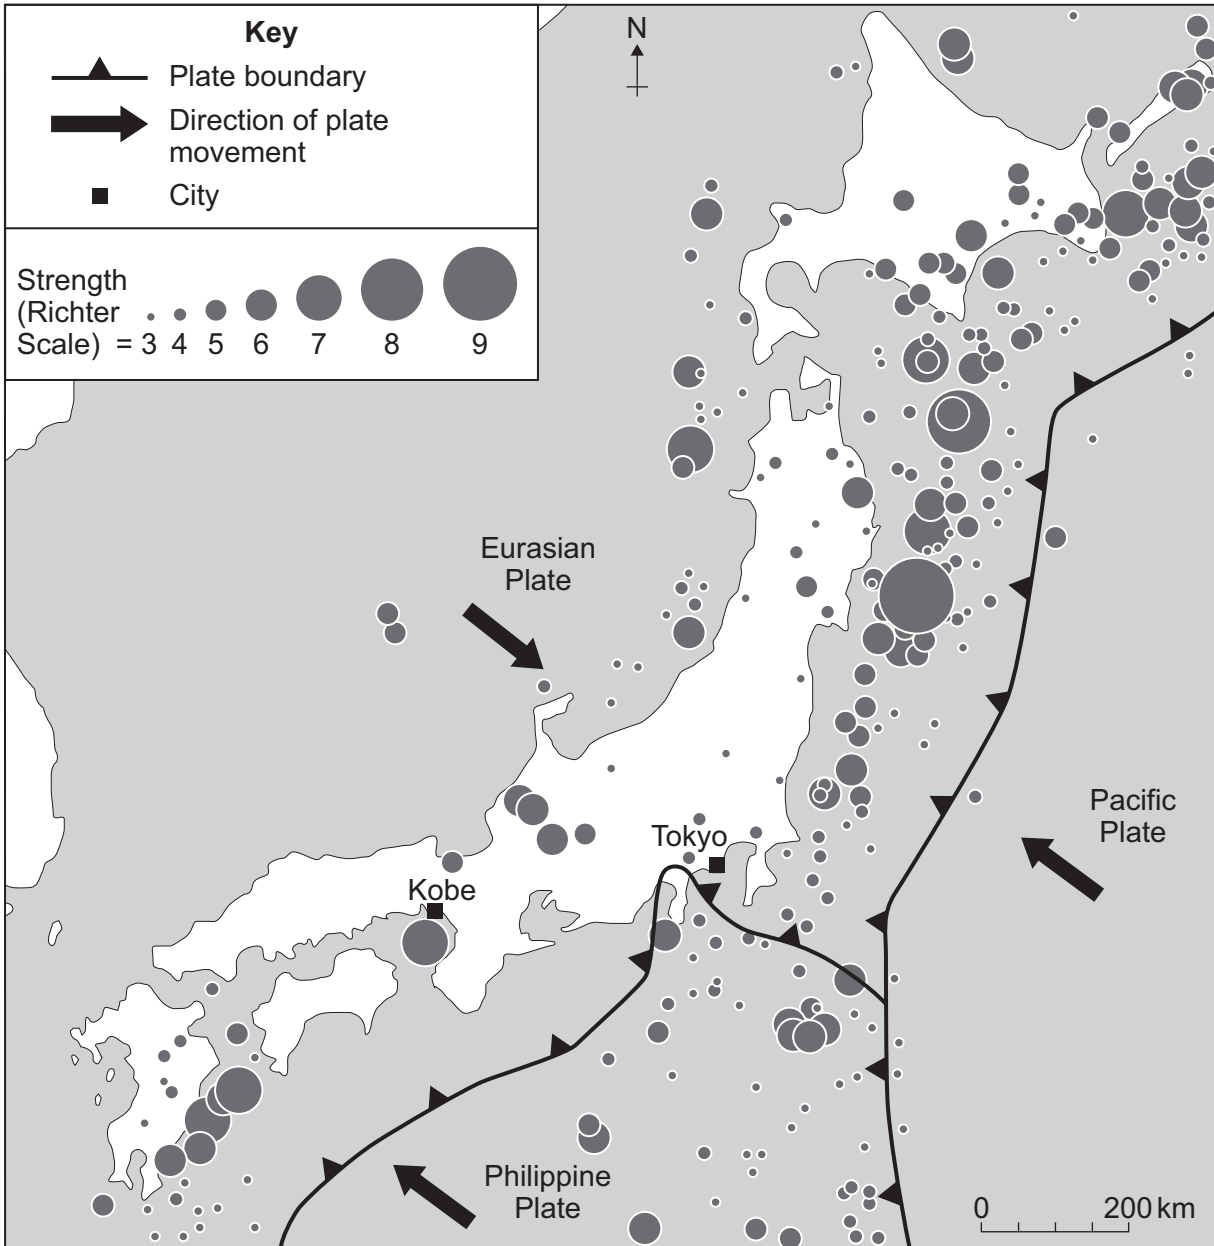 Key
Plate boundary
Direction of plate
movement
City
Strength
(Richter
Scale) = 3 4 5 6 7 8 9
N
Eurasian
Plate
Pacific
Plate
Tokyo
Kobe
Philippine
Plate
0 200 km